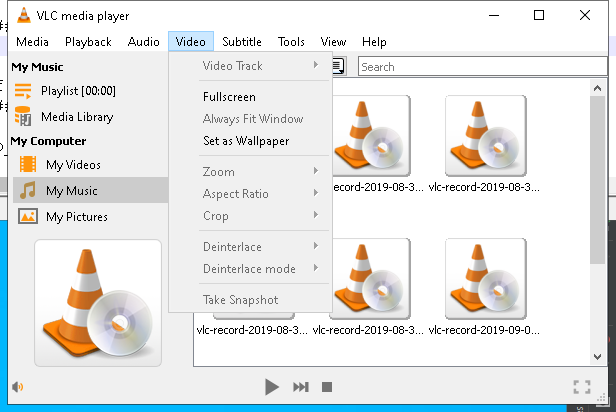 VLC media player
Media Playback Audio Video Subtitle Tools View Help
My Music
Playlist [00:00]
Media Library
My Computer
My Videos
My Music
My Pictures
Video Track
Fullscreen
Always Fit Window
Set as Wallpaper
Zoom
Aspect Ratio
Crop
Deinterlace
Deinterlace mode
Take Snapshot
Search
vlc-record-2019-08-3... vlc-record-2019-08-3...
vlc-record-2019-08-3... vlc-record-2019-08-3... vlc-record-2019-09-0...